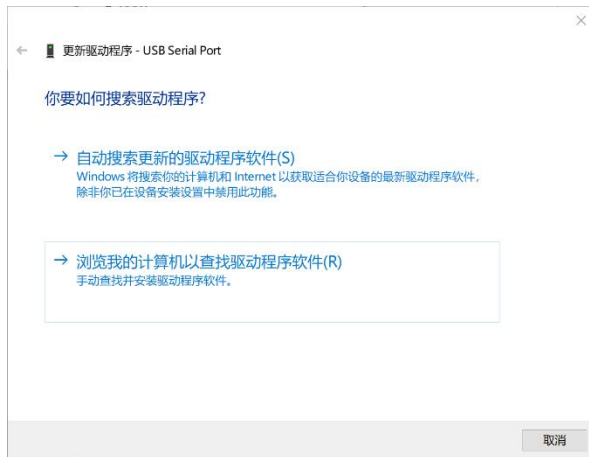 更新驱动程序 - USB Serial Port
你要如何搜索驱动程序?
自动搜索更新的驱动程序软件(S)
Windows 将搜索你的计算机和 Internet 以获取适合你设备的最新驱动程序软件，
除非你已在设备安装设置中禁用此功能。
浏览我的计算机以查找驱动程序软件(R)
手动查找并安装驱动程序软件。
取消